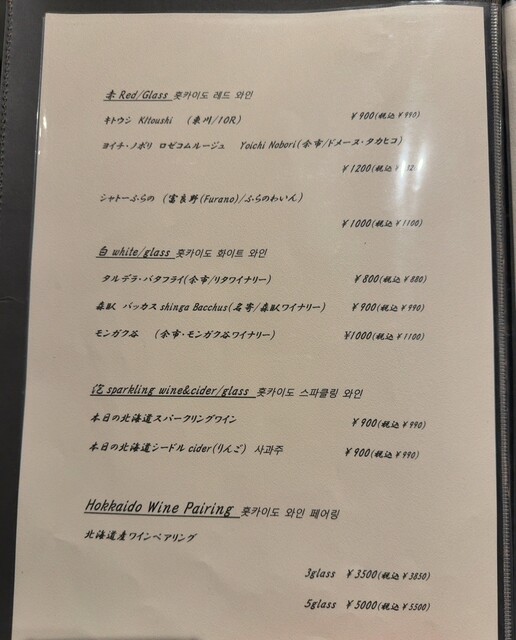 赤 Red/Glass 홋카이도 레드 와인
キトウシ Kitoushi （東川/10R） ￥900(税込￥990)
ヨイチ・ノボリ ロゼコムルージュ Yoichi Nobori(余市/ドメーヌ・タカヒコ)
￥1200(税込
シャトーふらの （富良野(Furano)/ふらのわいん）
￥1000(税込￥1100)
白 white/glass 홋카이도 화이트 와인
タルデラ・バタフライ(余市/リタワイナリー) ￥800(税込￥880)
森臥 バッカス shinga Bacchus(名寄/森臥ワイナリー) ￥900(税込￥990)
モンガク谷 （余市・モンガク谷ワイナリー） ¥1000(税込￥1100)
泡 sparkling wine&cider/glass 홋카이도 스파클링 와인
本日の北海道スパークリングワイン ￥900(税込￥990)
本日の北海道シードル cider(りんご) 사과주 ￥900(税込￥990)
Hokkaido Wine Pairing 홋카이도 와인 페어링
北海道産ワインペアリング
3glass ￥3500(税込￥3850)
5glass ￥5000(税込￥5500)